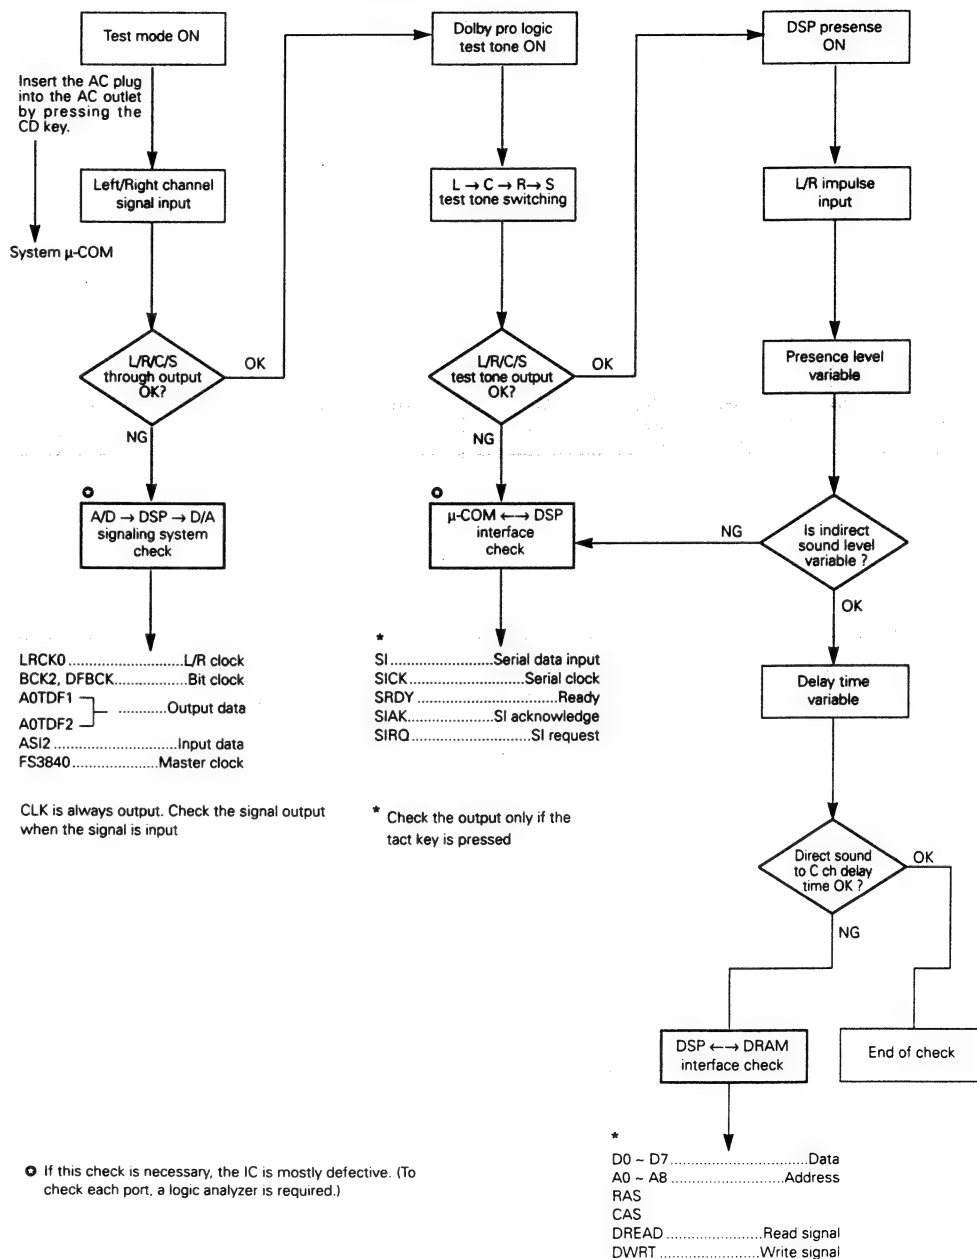 Test mode ON
Insert the AC plug
into the AC outlet
by pressing the
CD key.
Left/Right channel
signal input
System μ-COM
L/R/C/S
through output
OK?
OK
NG
A/D → DSP → D/A
signaling system
check
LRCK0..........................L/R clock
BCK2, DFBCK................Bit clock
A0TDF1
A0TDF2
.............Output data
ASI2..........................Input data
FS3840...................Master clock
CLK is always output. Check the signal output
when the signal is input
Dolby pro logic
test tone ON
L → C → R → S
test tone switching
L/R/C/S
test tone output
OK?
OK
NG
μ-COM ←→ DSP
interface
check
*
SI.......................Serial data input
SICK.........................Serial clock
SRDY..............................Ready
SIAK...................SI acknowledge
SIRQ..........................SI request
* Check the output only if the
tact key is pressed
DSP presense
ON
L/R impulse
input
Presence level
variable
Is indirect
sound level
variable ?
NG
OK
Delay time
variable
Direct sound
to C ch delay
time OK ?
OK
NG
DSP ←→ DRAM
interface check
End of check
*
D0 ~ D7..............................Data
A0 ~ A8..........................Address
RAS
CAS
DREAD....................Read signal
DWRT......................Write signal
✪ If this check is necessary, the IC is mostly defective. (To
check each port, a logic analyzer is required.)